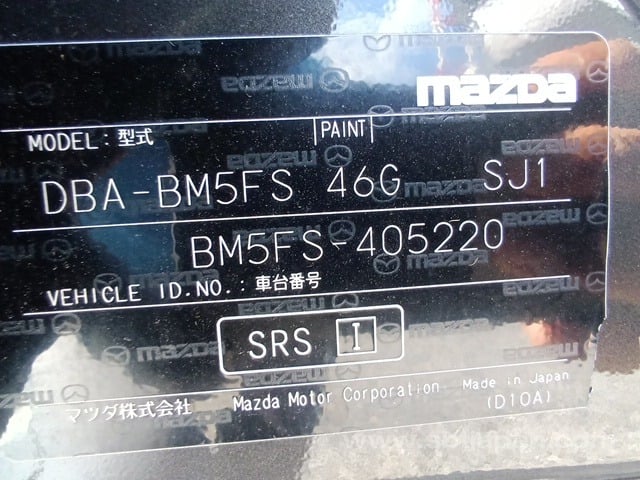 mazda
MODEL: 型式 PAINT
DBA-BM5FS 46G SJ1
BM5FS-405220
VEHICLE ID.NO.: 車台番号
SRS I
マツダ株式会社 Mazda Motor Corporation Made in Japan
(D10A)